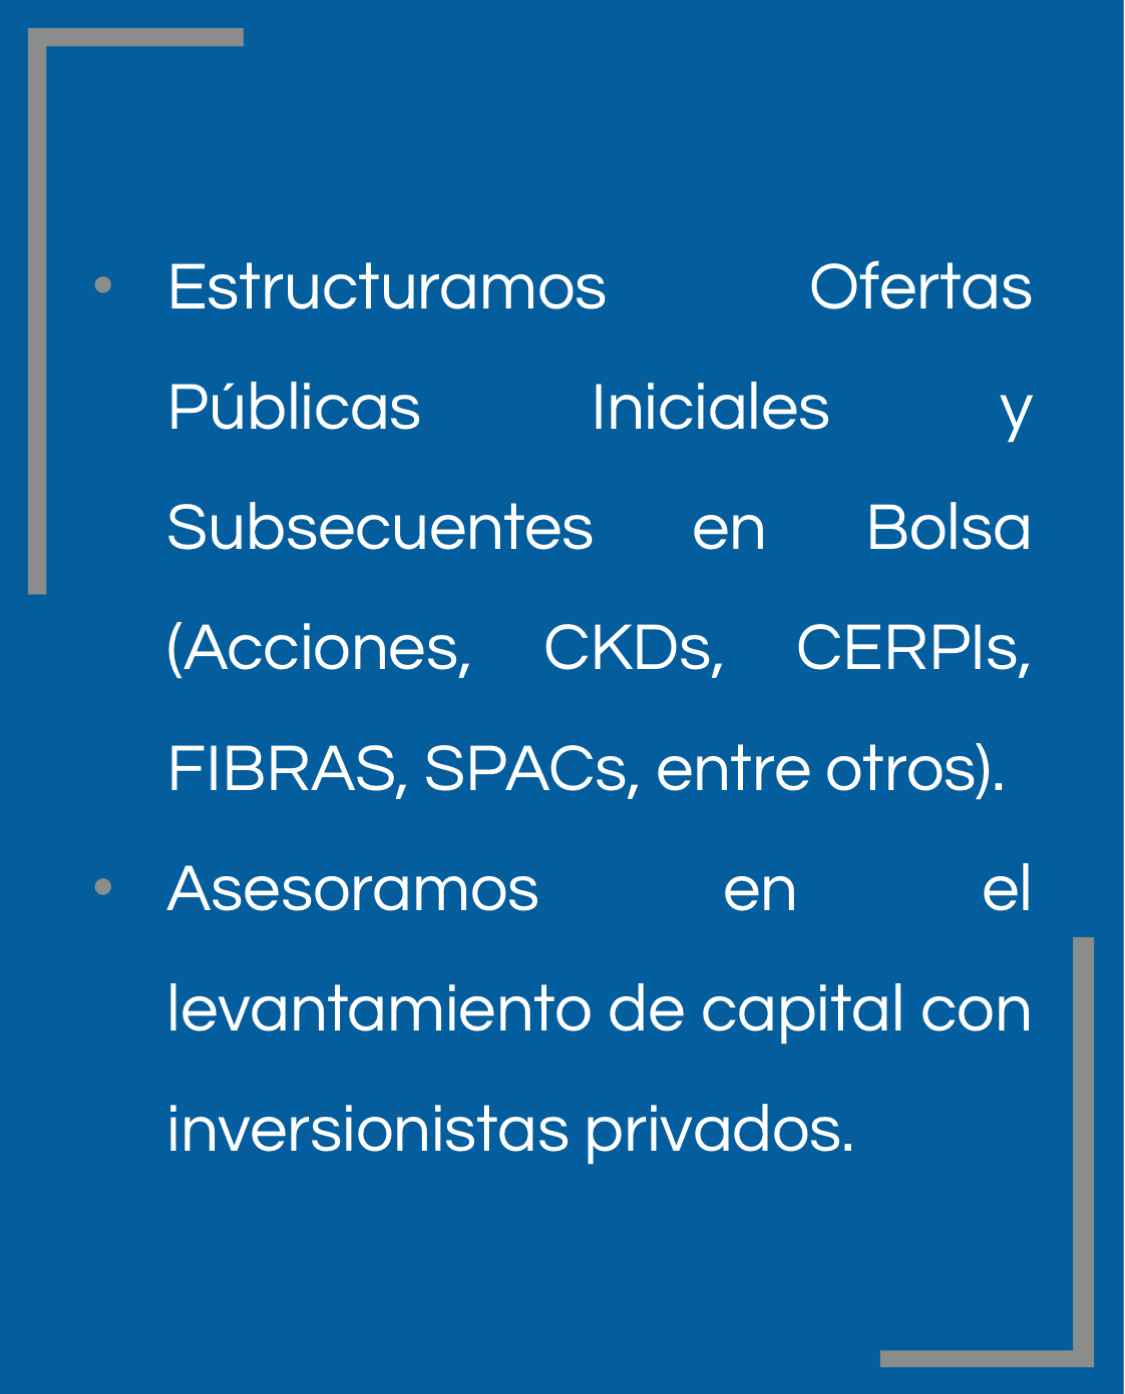 • Estructuramos Ofertas
Públicas Iniciales y
Subsecuentes en Bolsa
(Acciones, CKDs, CERPIs,
FIBRAS, SPACs, entre otros).
• Asesoramos en el
levantamiento de capital con
inversionistas privados.